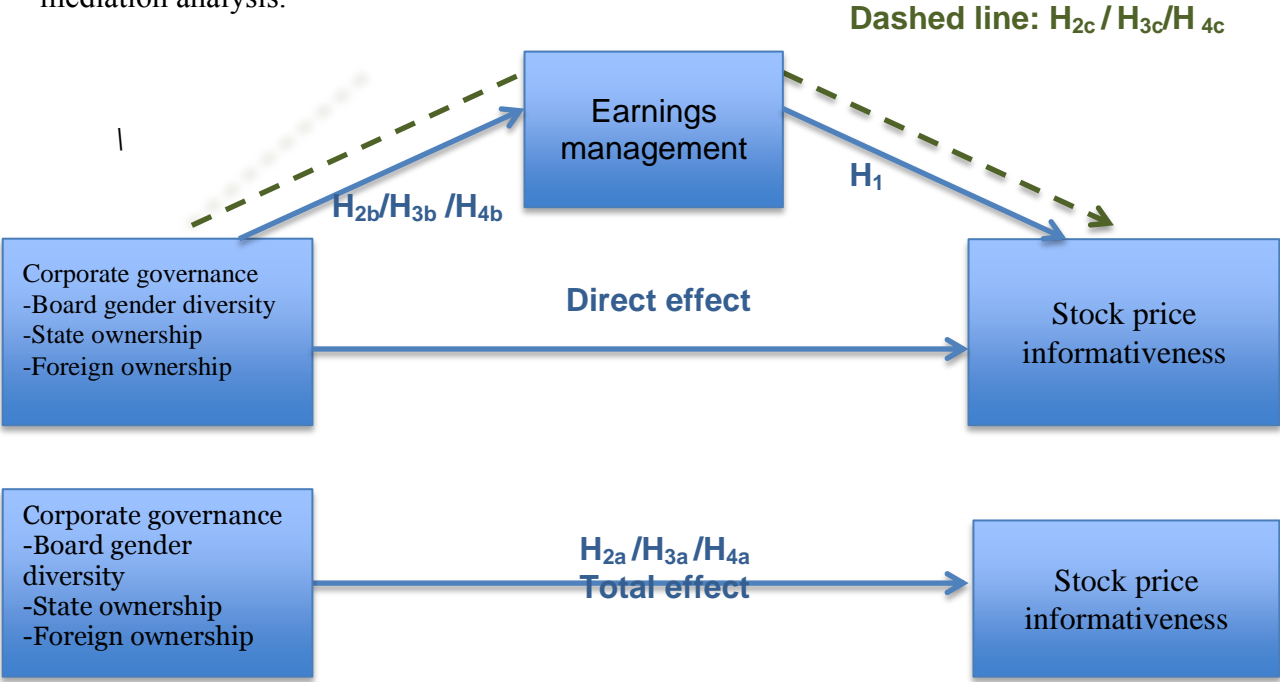 mediation analysis.
Dashed line: H2c / H3c/H 4c
Earnings
management
\
H1
H2b/H3b /H4b
Corporate governance
-Board gender diversity
-State ownership
-Foreign ownership
Direct effect
Stock price
informativeness
Corporate governance
-Board gender
diversity
-State ownership
-Foreign ownership
H2a /H3a /H4a
Total effect
Stock price
informativeness